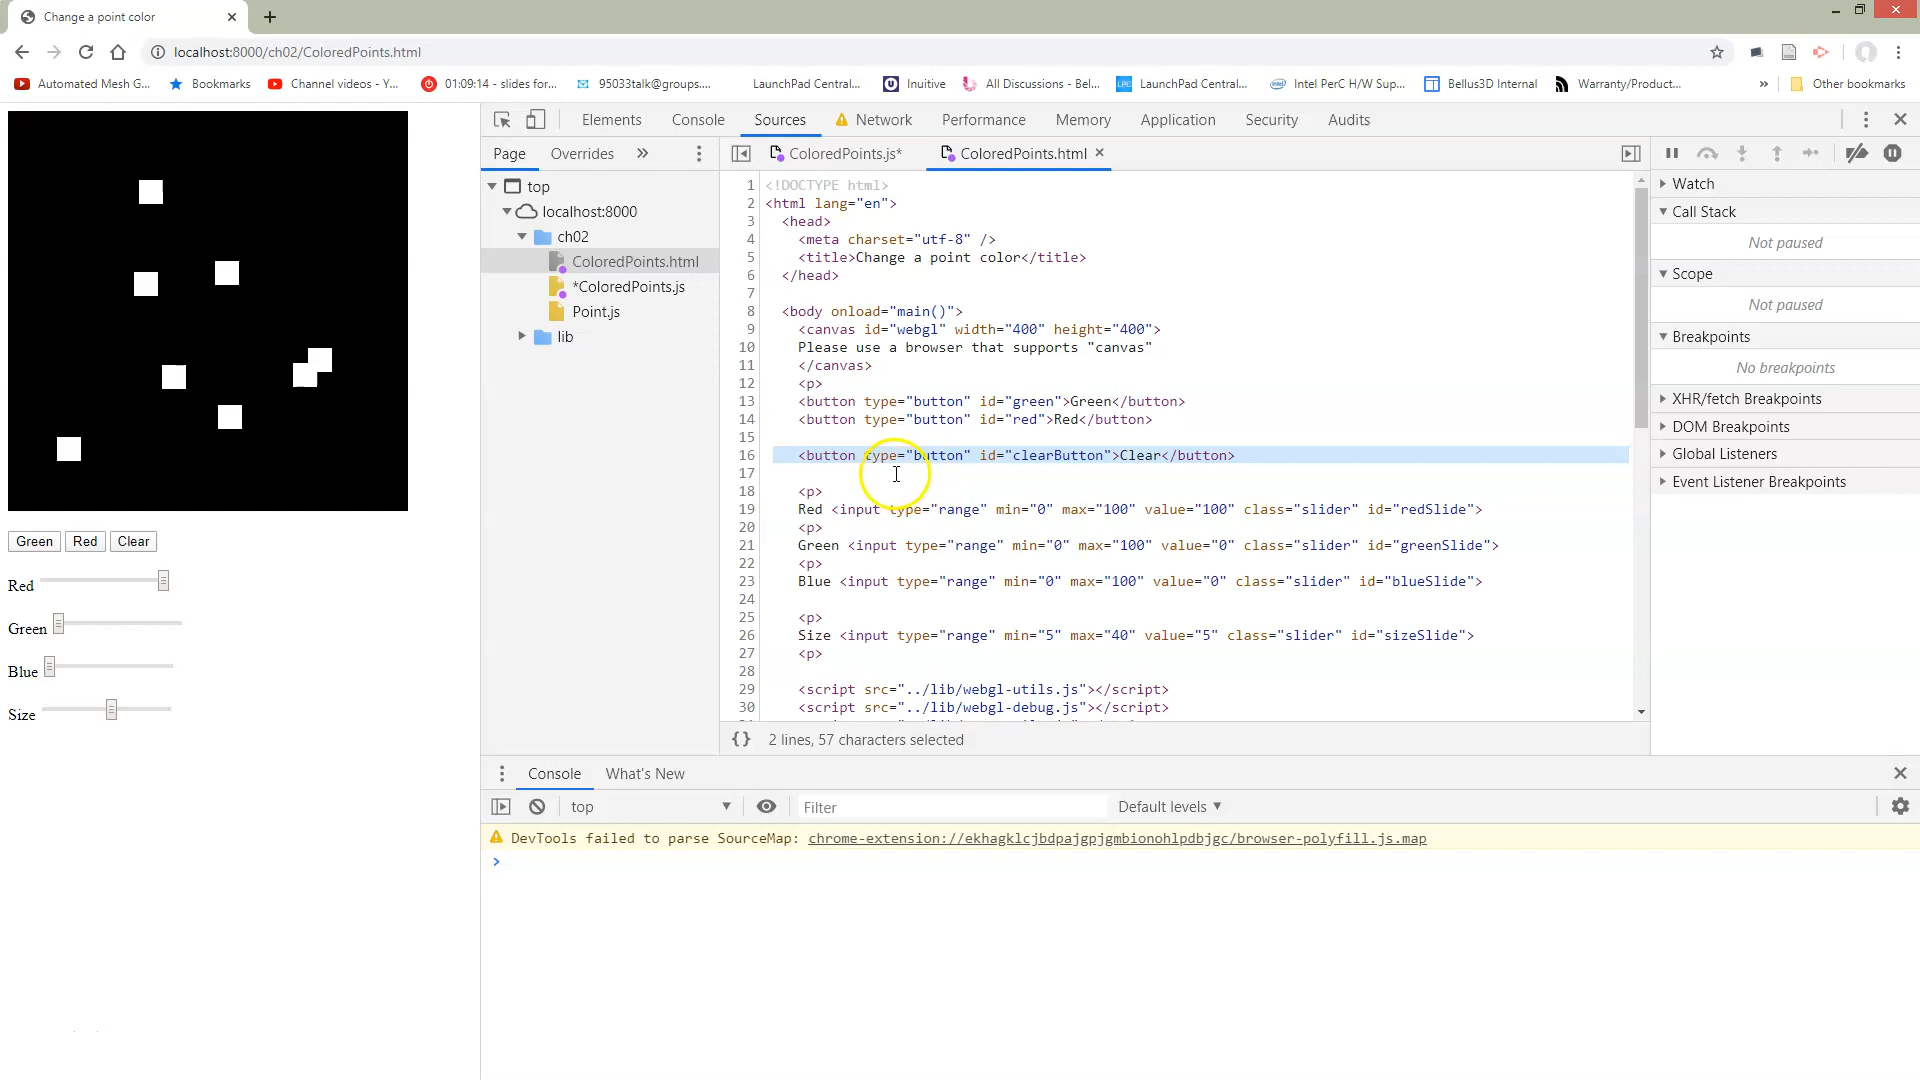 Change a point color
localhost:8000/ch02/ColoredPoints.html
Automated Mesh G... Bookmarks Channel videos - Y... 01:09:14 - slides for... 95033talk@groups.... LaunchPad Central... Inuitive All Discussions - Bel... LaunchPad Central... Intel PerC H/W Sup... Bellus3D Internal Warranty/Product... » Other bookmarks
Elements Console Sources Network Performance Memory Application Security Audits
Page Overrides » ColoredPoints.js* ColoredPoints.html
top
localhost:8000
ch02
ColoredPoints.html
*ColoredPoints.js
Point.js
lib
1 <!DOCTYPE html>
2 <html lang="en">
3 <head>
4 <meta charset="utf-8" />
5 <title>Change a point color</title>
6 </head>
7
8 <body onload="main()">
9 <canvas id="webgl" width="400" height="400">
10 Please use a browser that supports "canvas"
11 </canvas>
12 <p>
13 <button type="button" id="green">Green</button>
14 <button type="button" id="red">Red</button>
15
16 <button type="button" id="clearButton">Clear</button>
17
18 <p>
19 Red <input type="range" min="0" max="100" value="100" class="slider" id="redSlide">
20 <p>
21 Green <input type="range" min="0" max="100" value="0" class="slider" id="greenSlide">
22 <p>
23 Blue <input type="range" min="0" max="100" value="0" class="slider" id="blueSlide">
24
25 <p>
26 Size <input type="range" min="5" max="40" value="5" class="slider" id="sizeSlide">
27 <p>
28
29 <script src="../lib/webgl-utils.js"></script>
30 <script src="../lib/webgl-debug.js"></script>
{} 2 lines, 57 characters selected
Watch
Call Stack
Not paused
Scope
Not paused
Breakpoints
No breakpoints
XHR/fetch Breakpoints
DOM Breakpoints
Global Listeners
Event Listener Breakpoints
Green Red Clear
Red
Green
Blue
Size
Console What's New
top Filter Default levels
DevTools failed to parse SourceMap: chrome-extension://ekhagklcjbdpajgpjgmbionohlpdbjgc/browser-polyfill.js.map
>